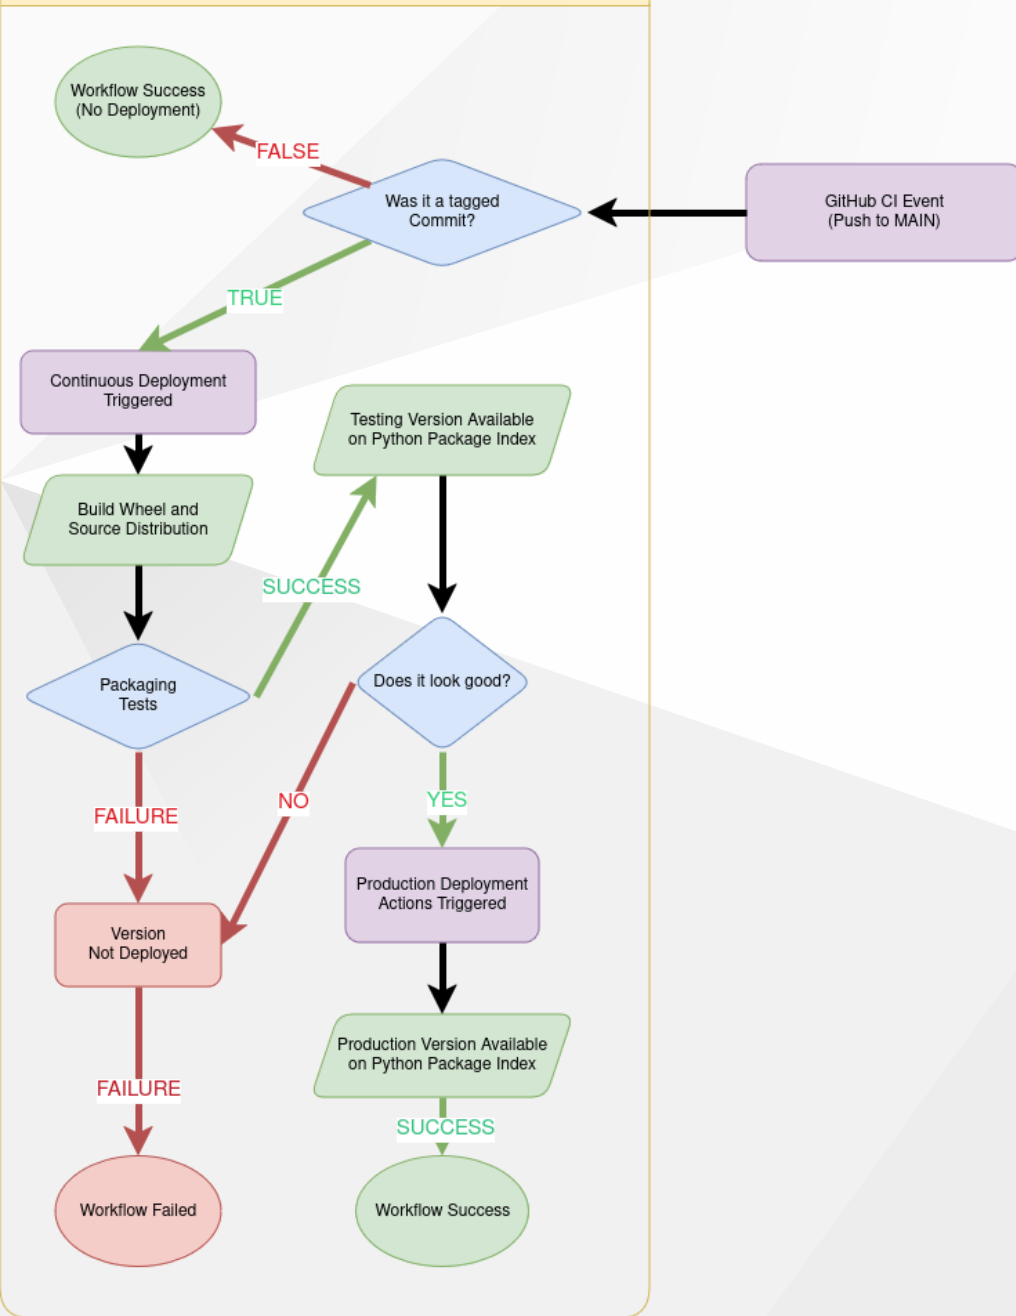 Workflow Success
(No Deployment)
FALSE
Was it a tagged
Commit?
GitHub CI Event
(Push to MAIN)
TRUE
Continuous Deployment
Triggered
Testing Version Available
on Python Package Index
Build Wheel and
Source Distribution
SUCCESS
Packaging
Tests
Does it look good?
FAILURE
NO
YES
Production Deployment
Actions Triggered
Version
Not Deployed
Production Version Available
on Python Package Index
FAILURE
SUCCESS
Workflow Failed
Workflow Success